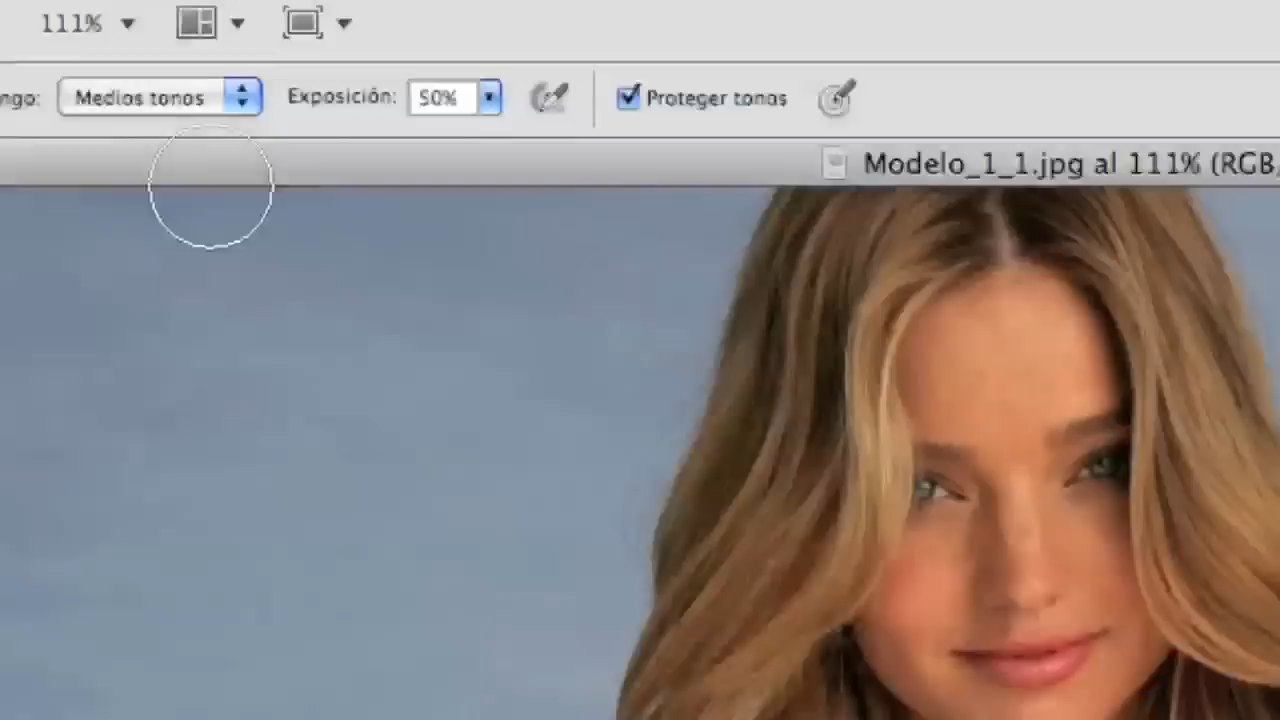 111%
ngo: Medios tonos Exposición: 50% Proteger tonos
Modelo_1_1.jpg al 111% (RGB,